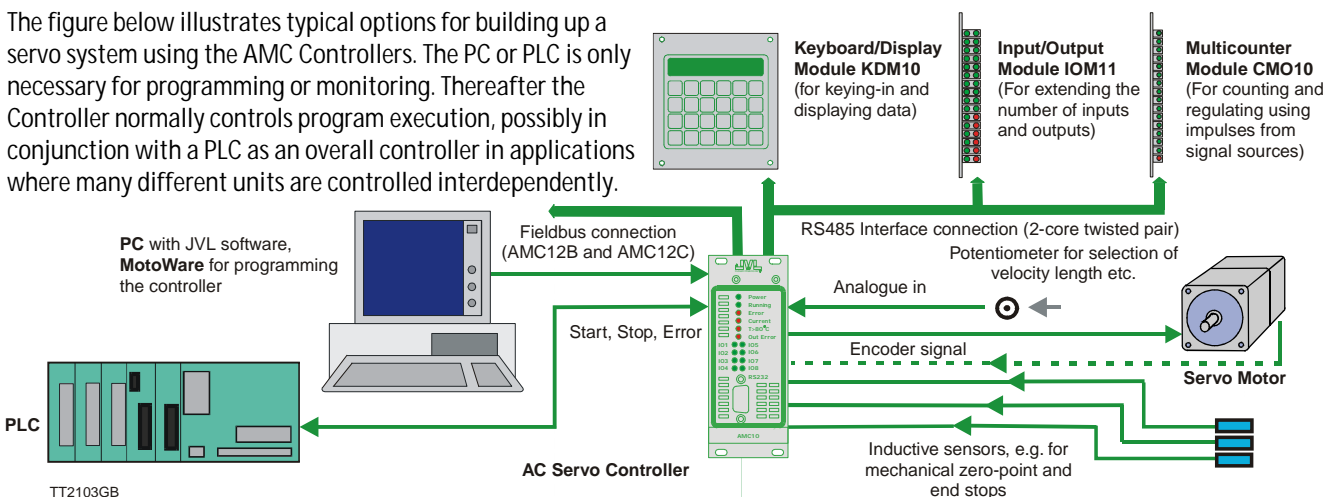 The figure below illustrates typical options for building up a
servo system using the AMC Controllers. The PC or PLC is only
necessary for programming or monitoring. Thereafter the
Controller normally controls program execution, possibly in
conjunction with a PLC as an overall controller in applications
where many different units are controlled interdependently.
Keyboard/Display
Module KDM10
(for keying-in and
displaying data)
Input/Output
Module IOM11
(For extending the
number of inputs
and outputs)
Multicounter
Module CMO10
(For counting and
regulating using
impulses from
signal sources)
PC with JVL software,
MotoWare for programming
the controller
Fieldbus connection
(AMC12B and AMC12C)
RS485 Interface connection (2-core twisted pair)
Potentiometer for selection of
velocity length etc.
Analogue in
Start, Stop, Error
Encoder signal
Servo Motor
JVL
Power
Running
Error
Current
T>80°C
Out Error
IO1 IO5
IO2 IO6
IO3 IO7
IO4 IO8
RS232
AMC10
PLC
AC Servo Controller
Inductive sensors, e.g. for
mechanical zero-point and
end stops
TT2103GB